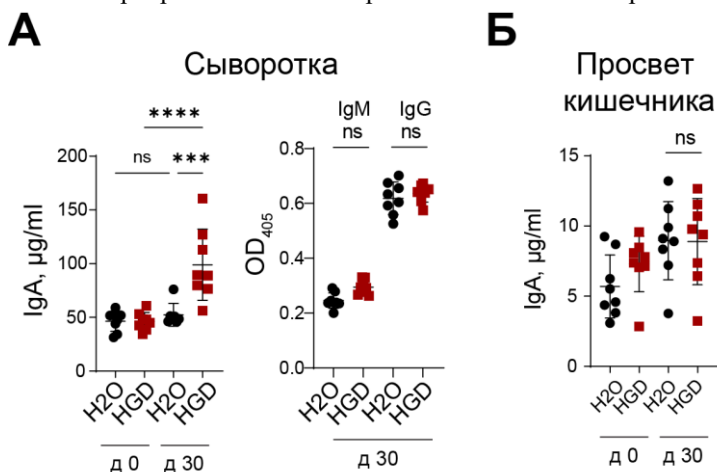 А
Сыворотка
****
ns
***
IgA, µg/ml
200
150
100
50
0
H2O
HGD
H2O
HGD
д 0
д 30
IgM
ns
IgG
ns
OD405
0.8
0.6
0.4
0.2
0.0
H2O
HGD
H2O
HGD
д 30
Б
Просвет
кишечника
ns
IgA, µg/ml
15
10
5
0
H2O
HGD
H2O
HGD
д 0
д 30